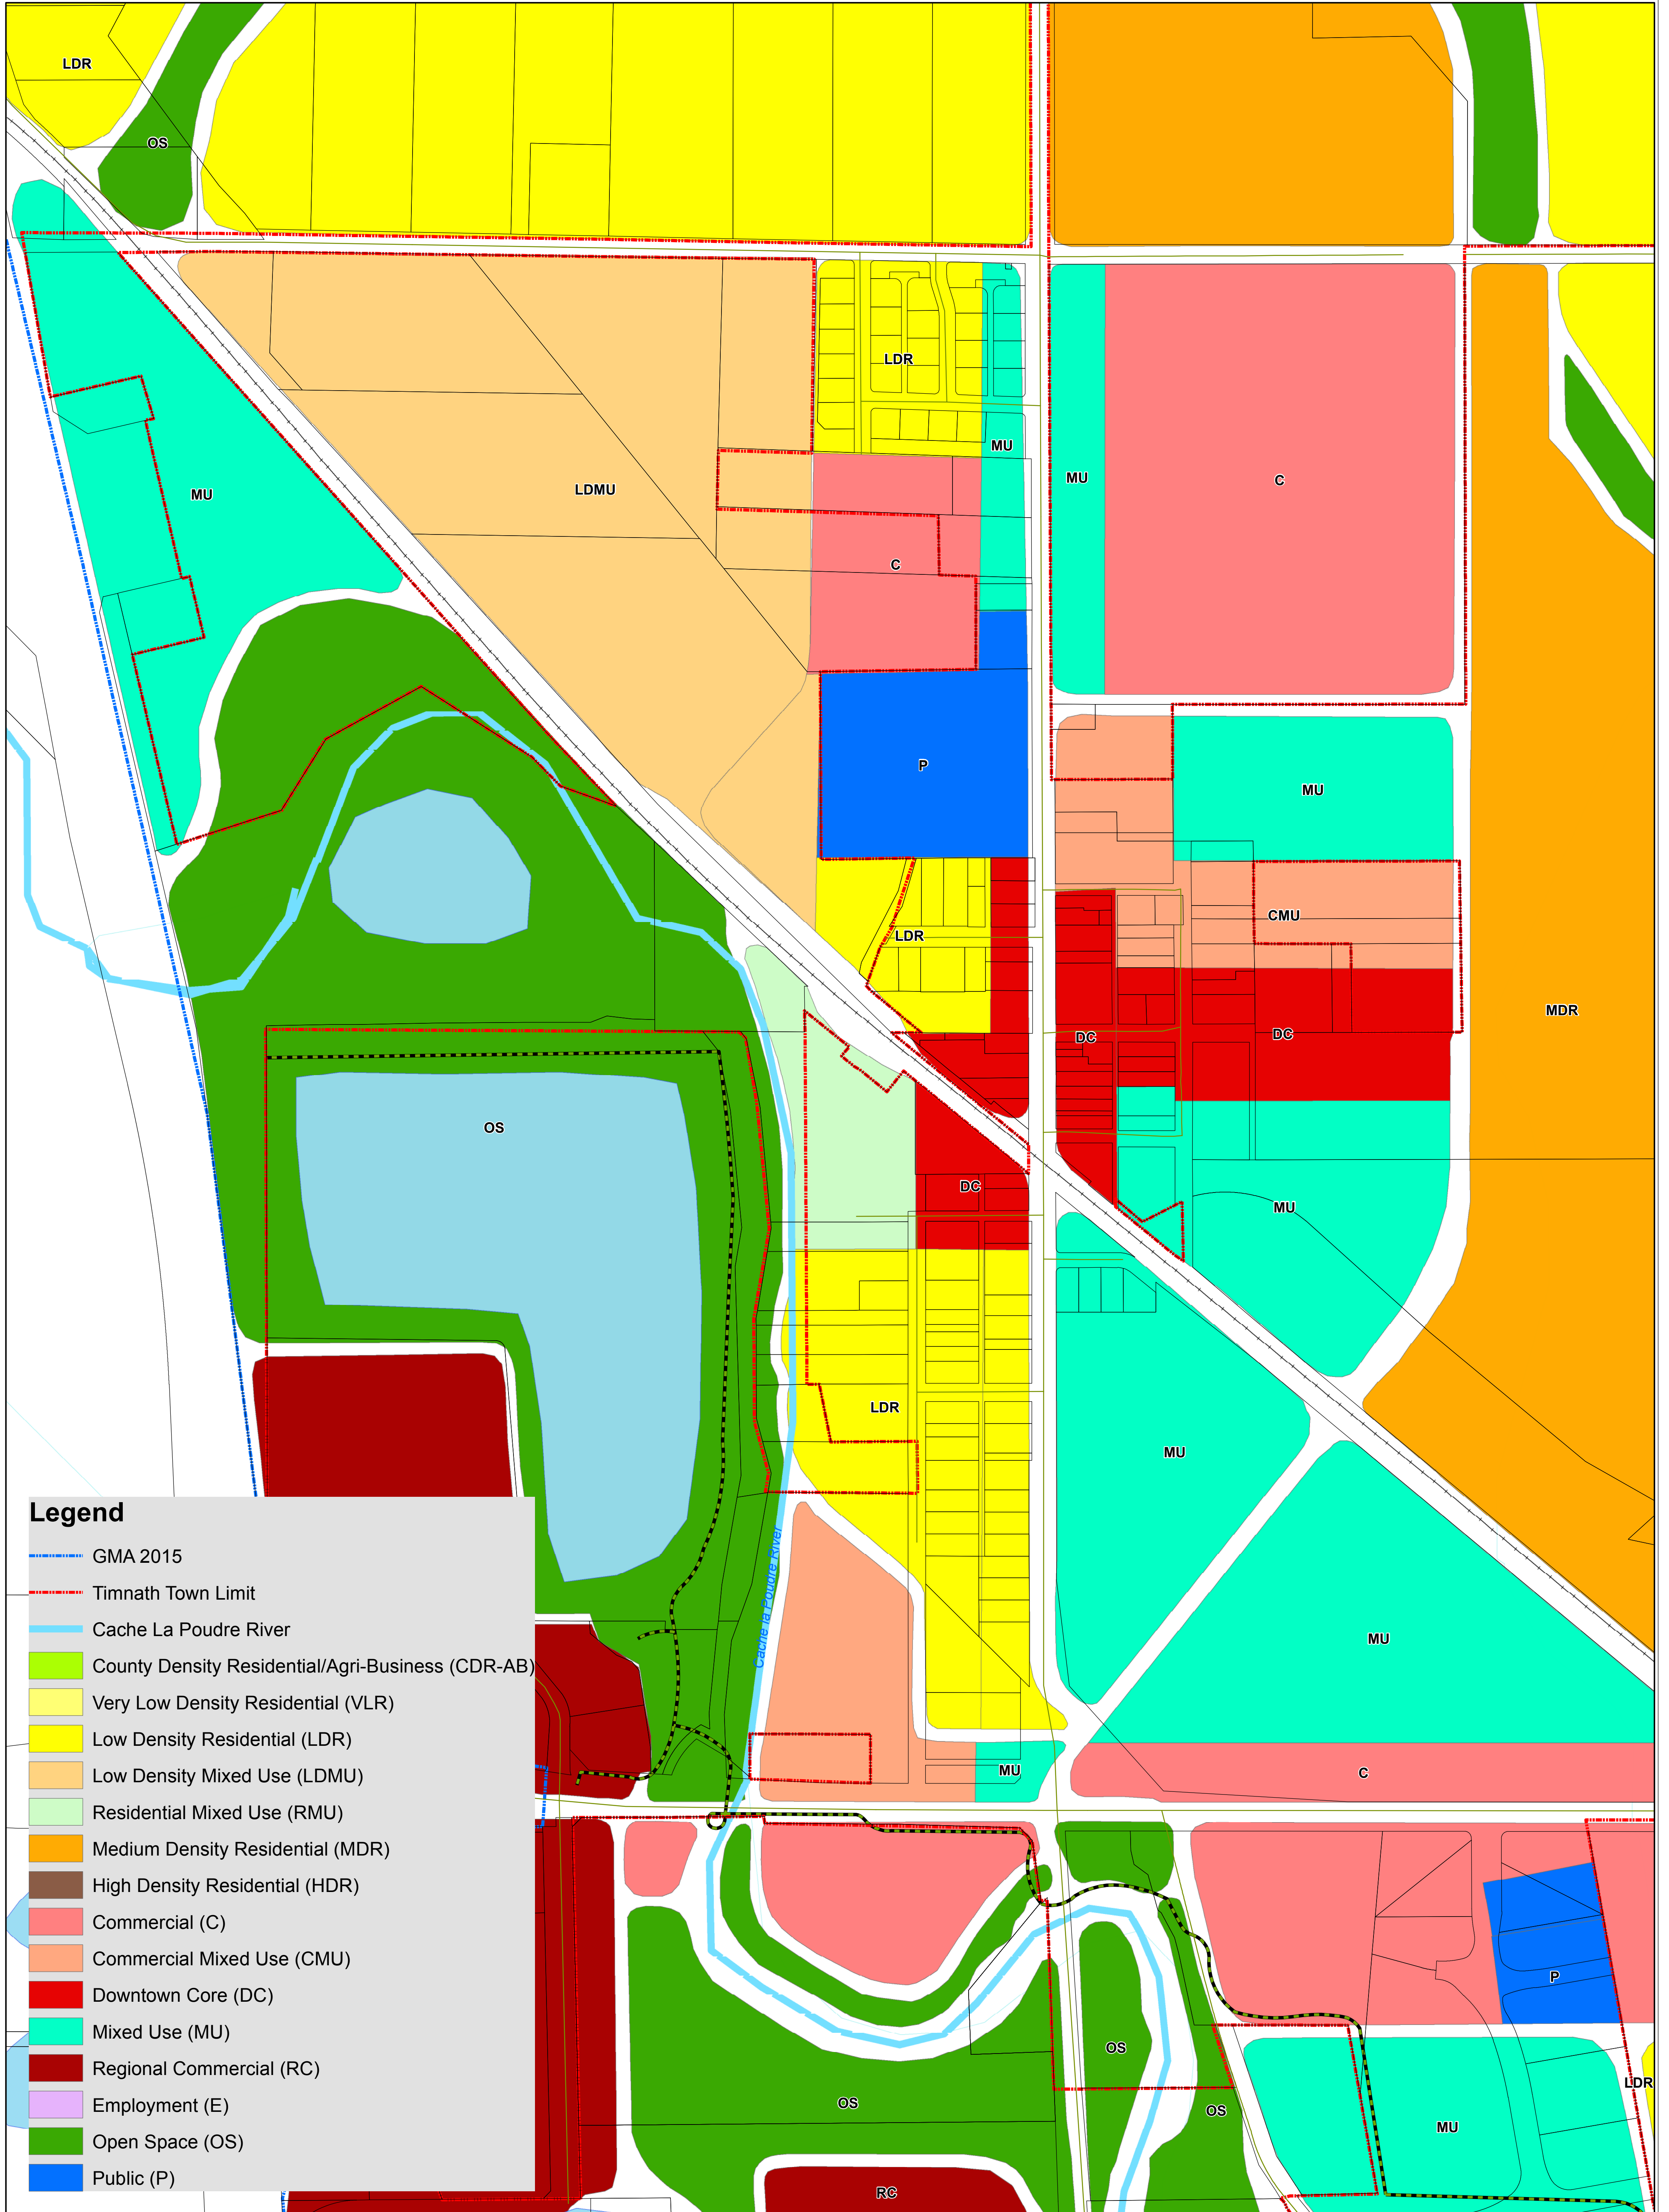 LDR
OS
LDR
MU
MU
C
LDMU
MU
C
P
MU
CMU
LDR
MDR
DC
DC
OS
DC
MU
LDR
MU
Legend
GMA 2015
Timnath Town Limit
Cache La Poudre River
County Density Residential/Agri-Business (CDR-AB)
Very Low Density Residential (VLR)
Low Density Residential (LDR)
Low Density Mixed Use (LDMU)
Residential Mixed Use (RMU)
Medium Density Residential (MDR)
High Density Residential (HDR)
Commercial (C)
Commercial Mixed Use (CMU)
Downtown Core (DC)
Mixed Use (MU)
Regional Commercial (RC)
Employment (E)
Open Space (OS)
Public (P)
Cache la Poudre River
MU
MU
C
P
OS
LDR
OS
OS
MU
RC